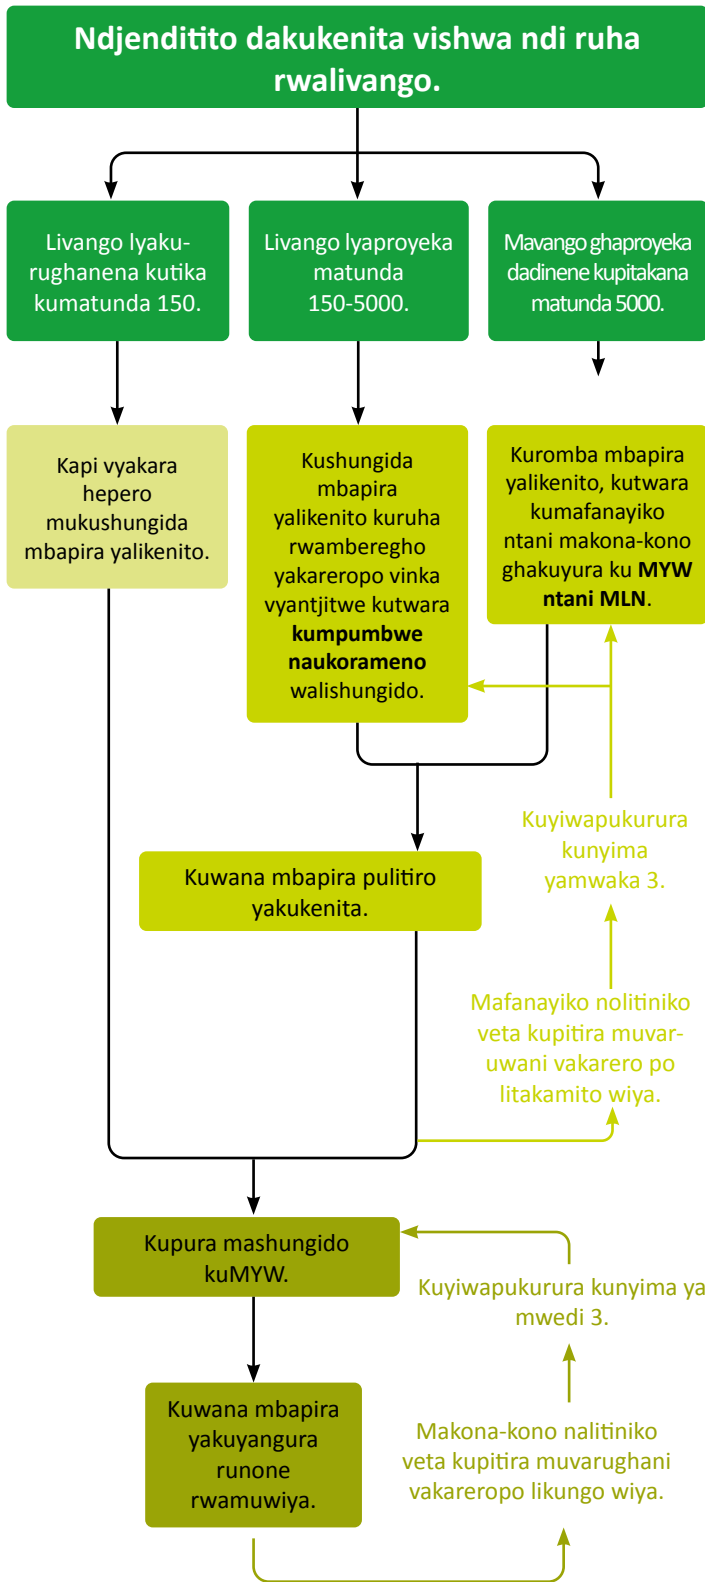 Ndjenditito dakukenita vishwa ndi ruha
rwalivango.
Livango lyaku-
rughanena kutika
kumatunda 150.
Livango lyaproyeka
matunda
150-5000.
Mavango ghaproyeka
dadinene kupitakana
matunda 5000.
Kapi vyakara
hepero
mukushungida
mbapira yalikenito.
Kushungida
mbapira
yalikenito kuruha
rwamberegho
yakareropo vinka
vyantjitwe kutwara
kumpumbwe
naukorameno
walishungido.
Kuromba mbapira
yalikenito, kutwara
kumafanayiko
ntani makona-kono
ghakuyura ku MYW
ntani MLN.
Kuwana mbapira pulitiro
yakukenita.
Kuyiwapukurura
kunyima
yamwaka 3.
Mafanayiko nolitiniko
veta kupitira muvar-
uwani vakarero po
litakamito wiya.
Kupura mashungido
kuMYW.
Kuyiwapukurura kunyima ya
mwedi 3.
Kuwana mbapira
yakuyangura
runone
rwamuwiya.
Makona-kono nalitiniko
veta kupitira muvarughani
vakareropo likungo wiya.